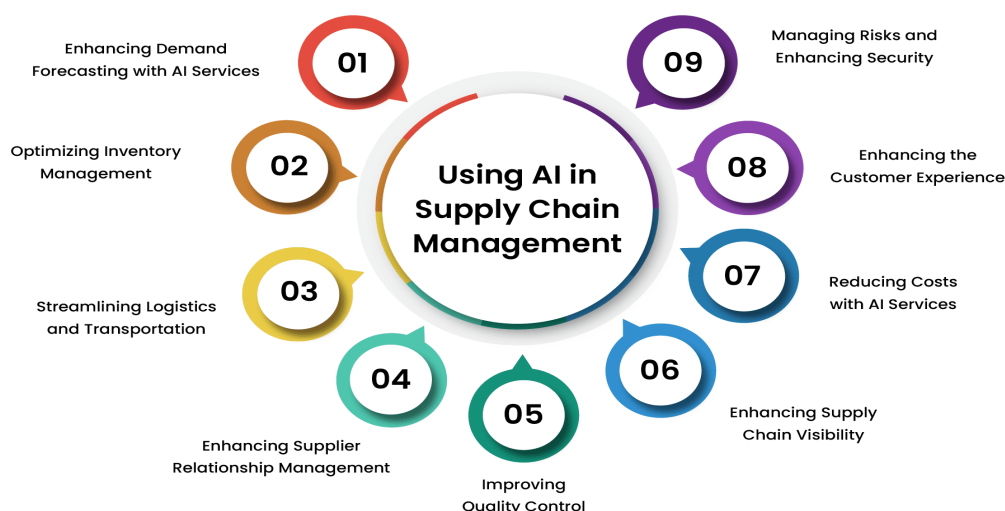 01
Enhancing Demand
Forecasting with AI Services
02
Optimizing Inventory
Management
03
Streamlining Logistics
and Transportation
04
Enhancing Supplier
Relationship Management
05
Improving
Quality Control
06
Enhancing Supply
Chain Visibility
07
Reducing Costs
with AI Services
08
Enhancing the
Customer Experience
09
Managing Risks and
Enhancing Security
Using AI in
Supply Chain
Management